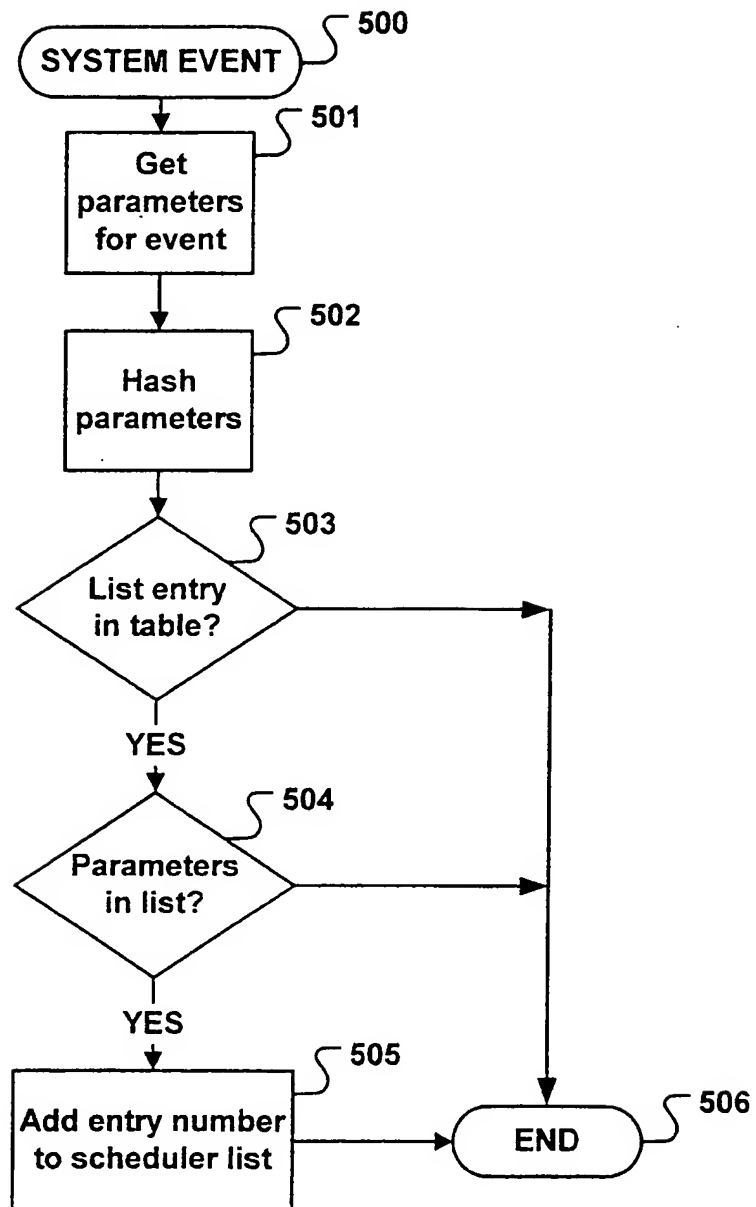 500
SYSTEM EVENT
501
Get
parameters
for event
502
Hash
parameters
503
List entry
in table?
YES
504
Parameters
in list?
YES
505
Add entry number
to scheduler list
506
END